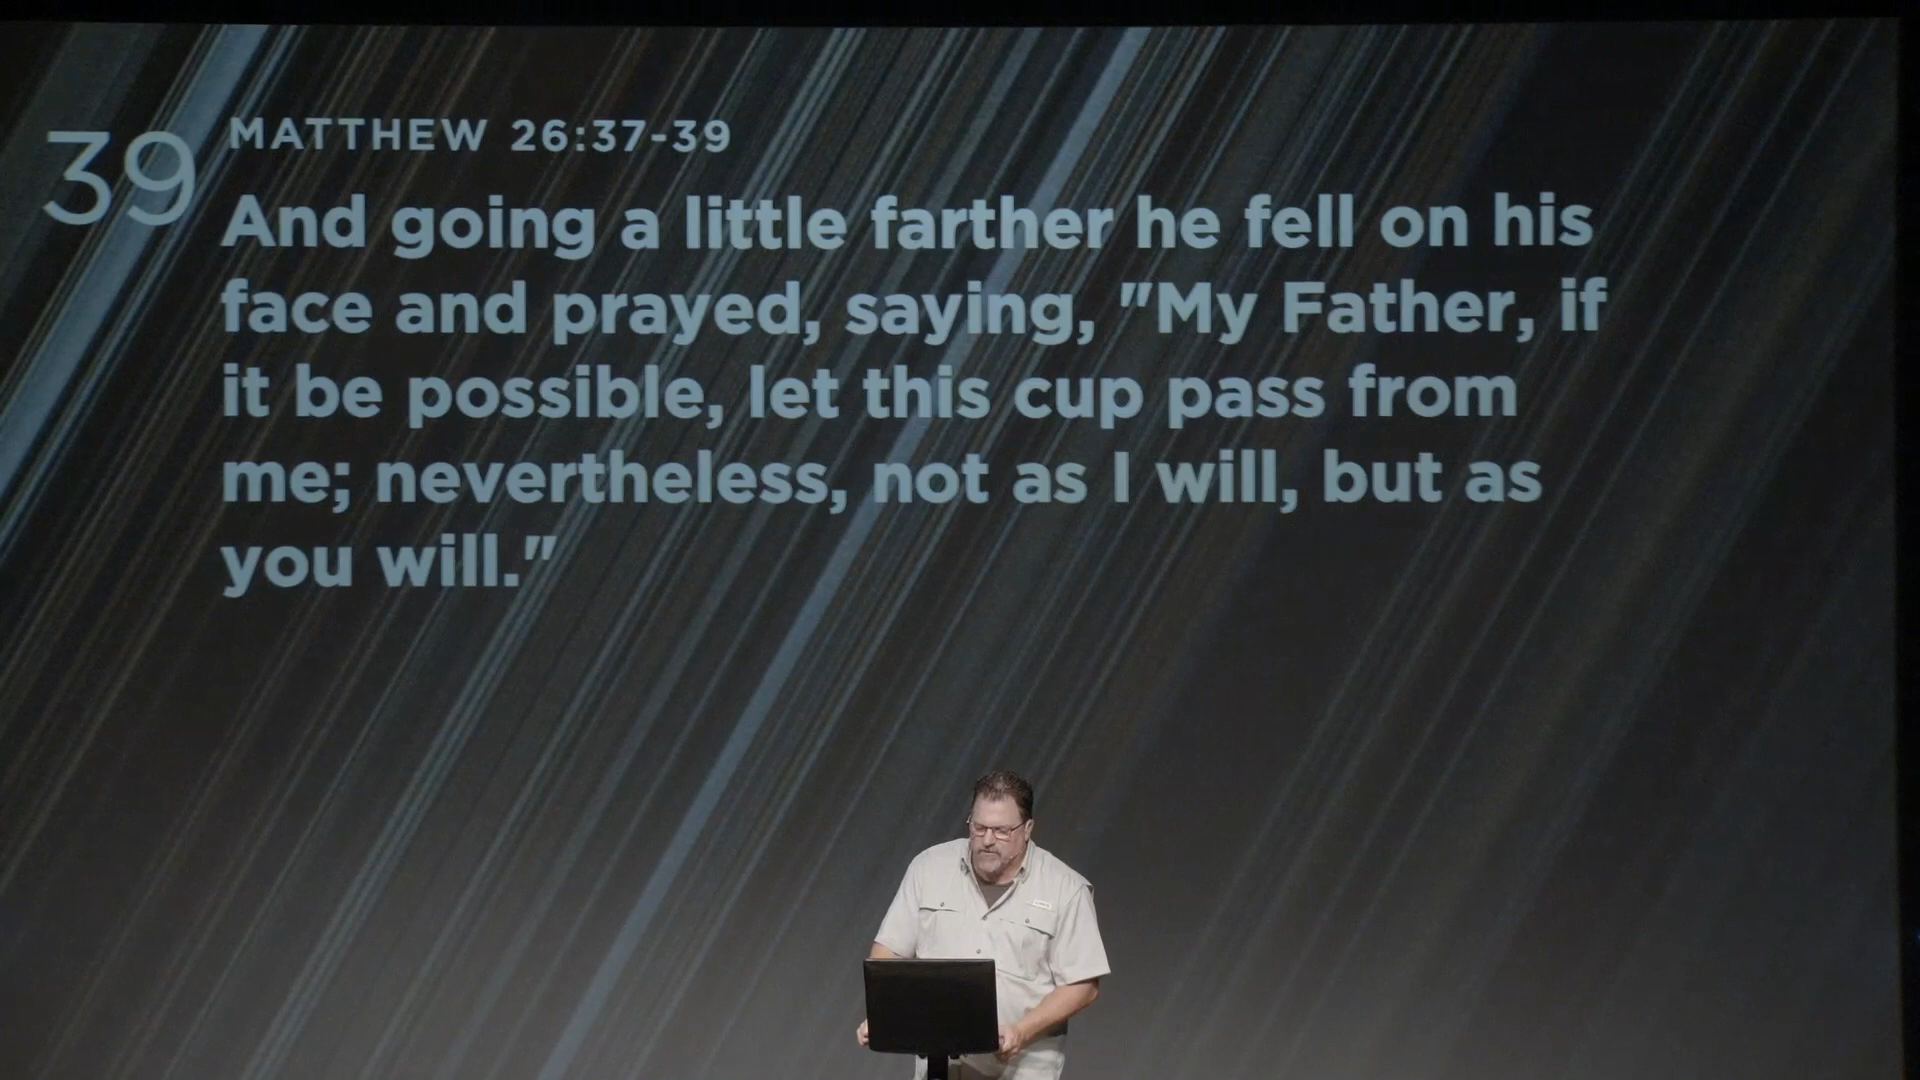 MATTHEW 26:37-39
39
And going a little farther he fell on his
face and prayed, saying, "My Father, if
it be possible, let this cup pass from
me; nevertheless, not as I will, but as
you will."